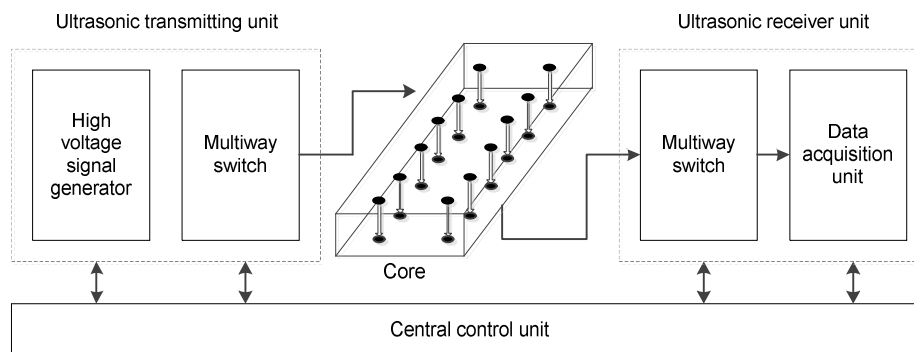 Ultrasonic transmitting unit
Ultrasonic receiver unit
High
voltage
signal
generator
Multiway
switch
Core
Multiway
switch
Data
acquisition
unit
Central control unit